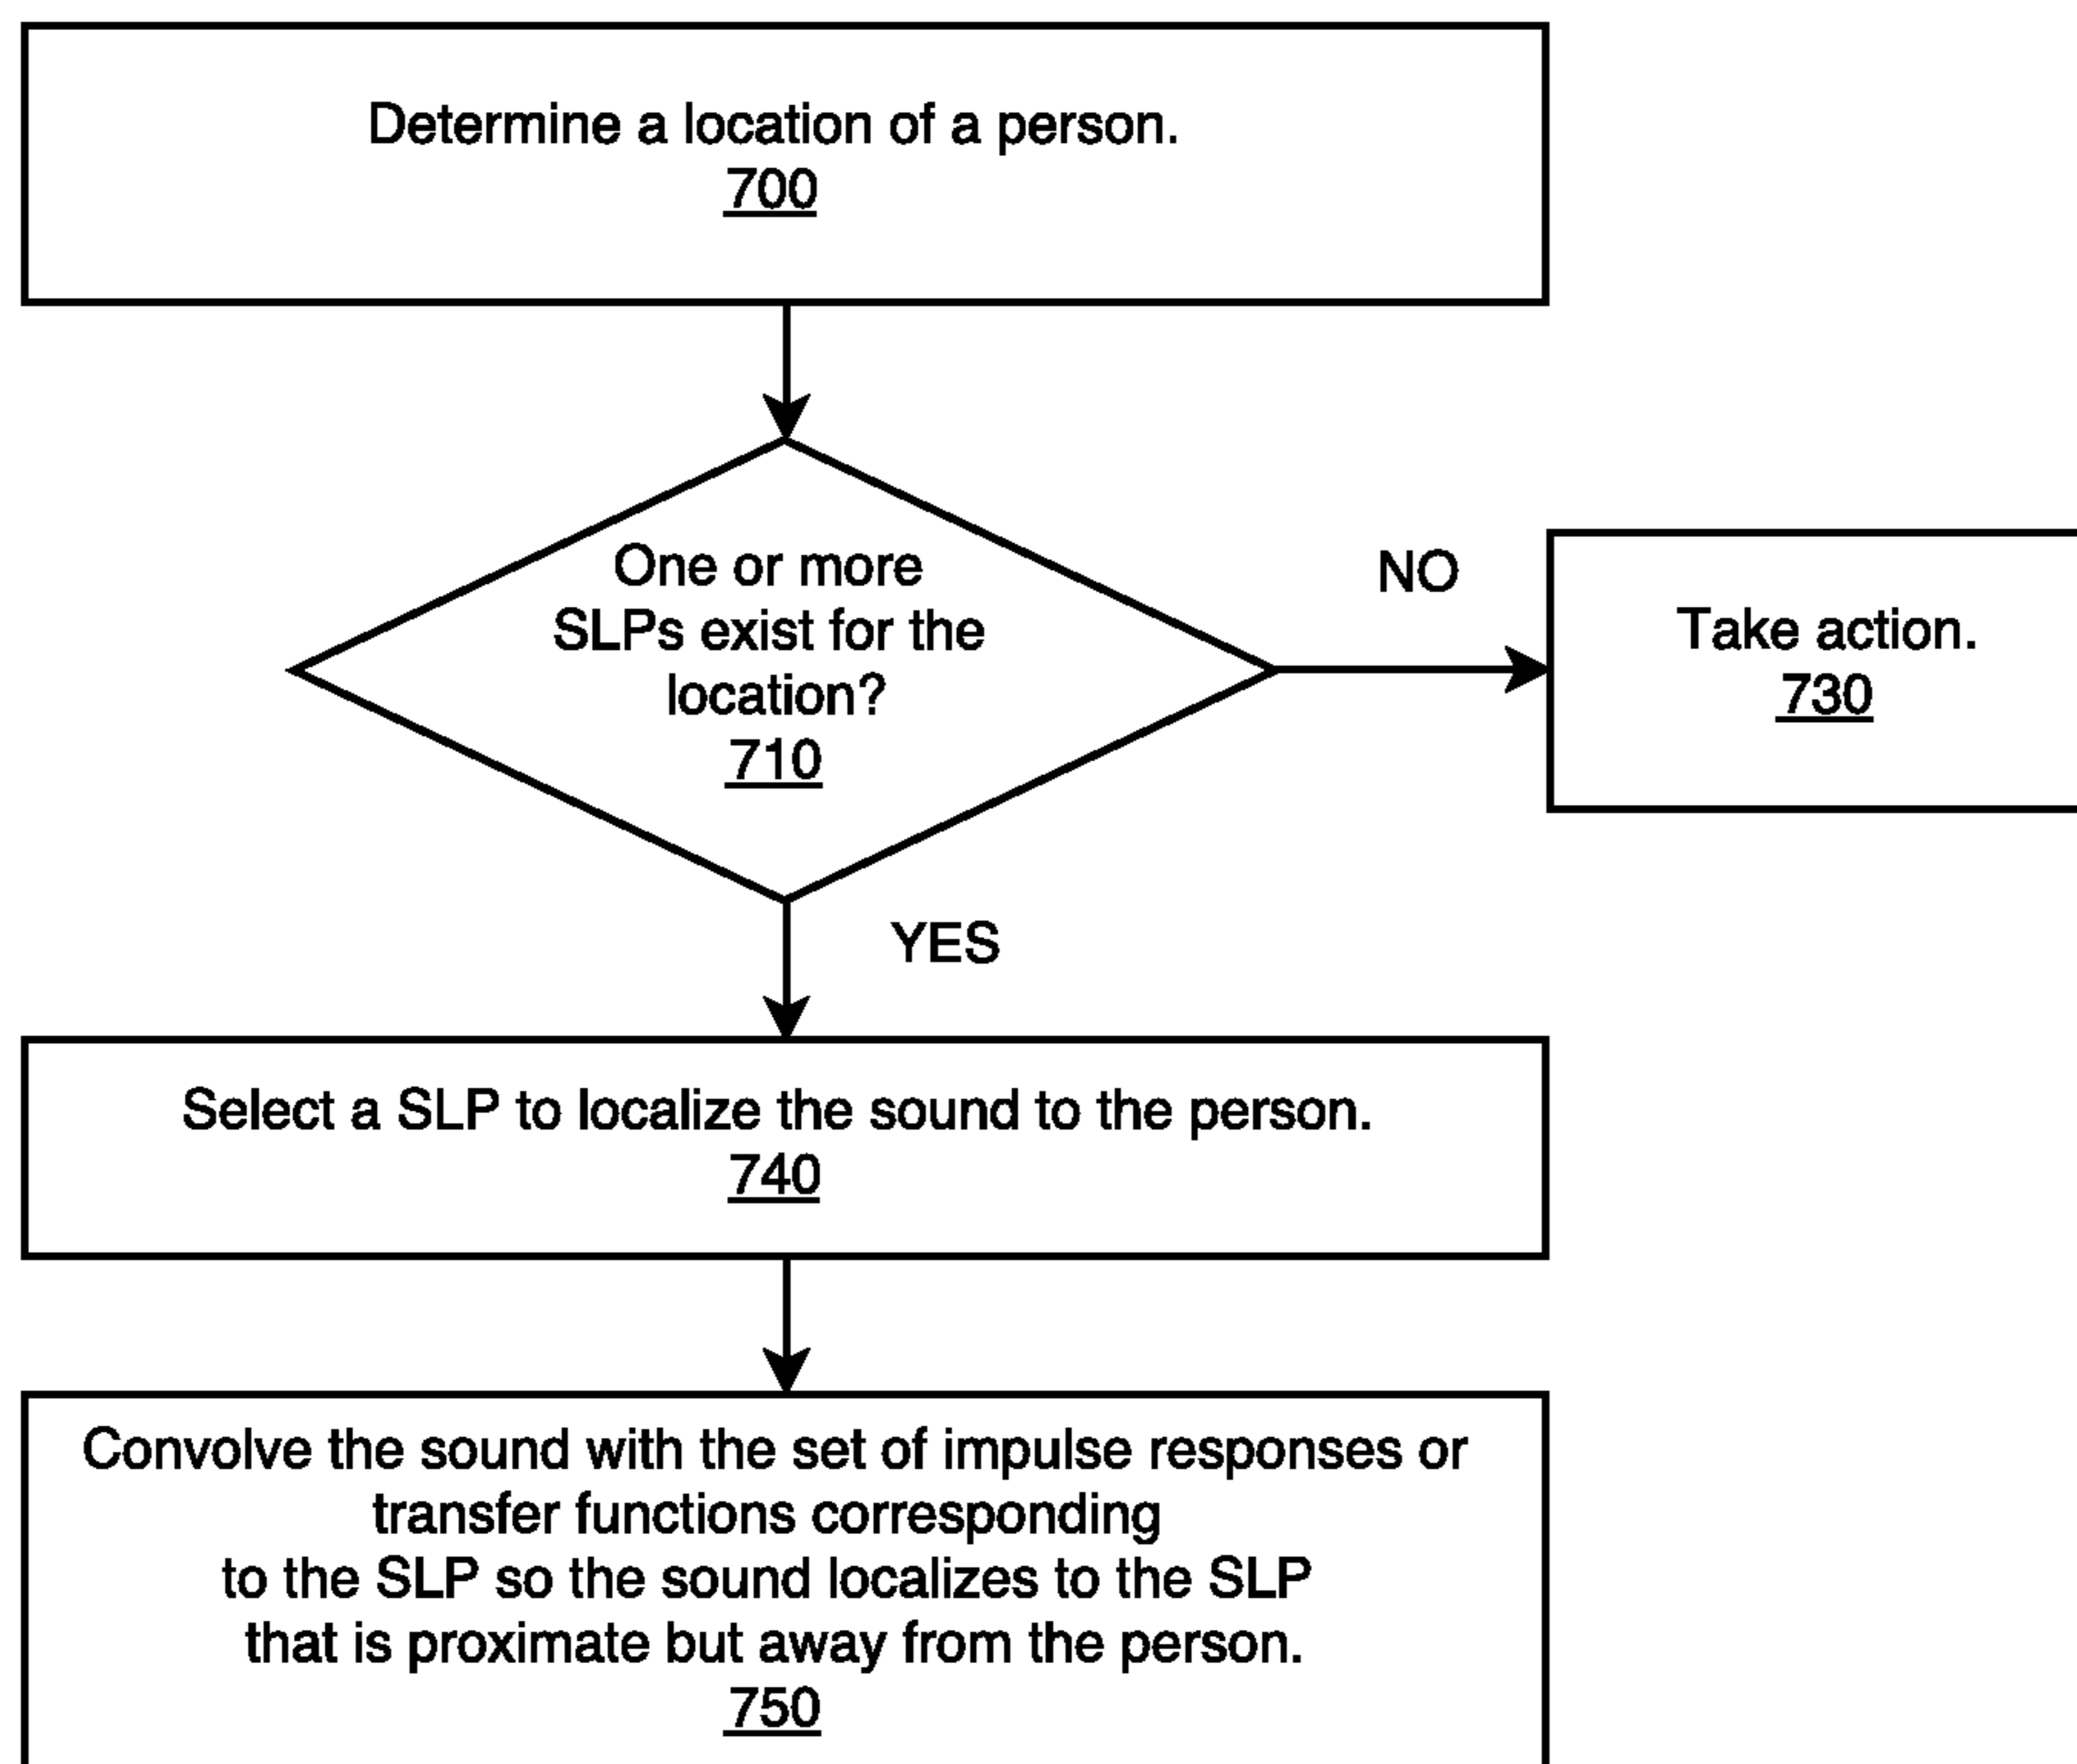 Determine a location of a person.
700
One or more
SLPs exist for the
location?
710
NO
Take action.
730
YES
Select a SLP to localize the sound to the person.
740
Convolve the sound with the set of impulse responses or
transfer functions corresponding
to the SLP so the sound localizes to the SLP
that is proximate but away from the person.
750